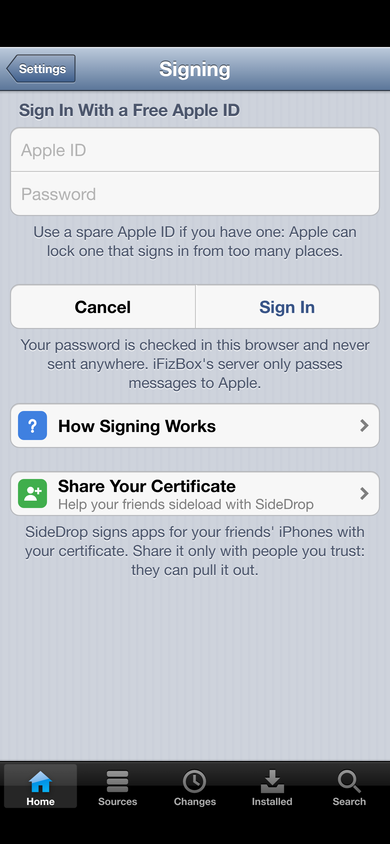 Settings
Signing
Sign In With a Free Apple ID
Apple ID
Password
Use a spare Apple ID if you have one: Apple can
lock one that signs in from too many places.
Cancel
Sign In
Your password is checked in this browser and never
sent anywhere. iFizBox's server only passes
messages to Apple.
?
How Signing Works
Share Your Certificate
Help your friends sideload with SideDrop
SideDrop signs apps for your friends' iPhones with
your certificate. Share it only with people you trust:
they can pull it out.
Home
Sources
Changes
Installed
Search